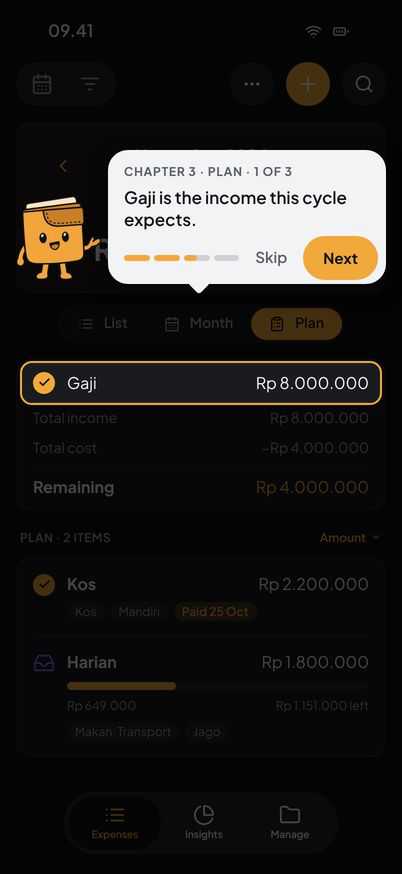 09.41
CHAPTER 3 · PLAN · 1 OF 3
Gaji is the income this cycle
expects.
Skip
Next
R
List
Month
Plan
Gaji
Rp 8.000.000
Total income
Rp 8.000.000
Total cost
–Rp 4.000.000
Remaining
Rp 4.000.000
PLAN · 2 ITEMS
Amount
Kos
Rp 2.200.000
Kos
Mandiri
Paid 25 Oct
Harian
Rp 1.800.000
Rp 649.000
Rp 1.151.000 left
Makan, Transport
Jago
Expenses
Insights
Manage